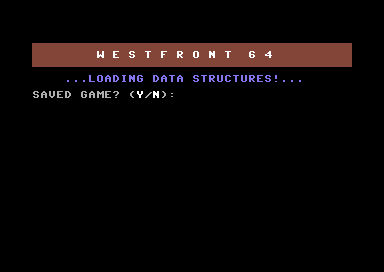 W E S T F R O N T  6 4
...LOADING DATA STRUCTURES!...
SAVED GAME? (Y/N):